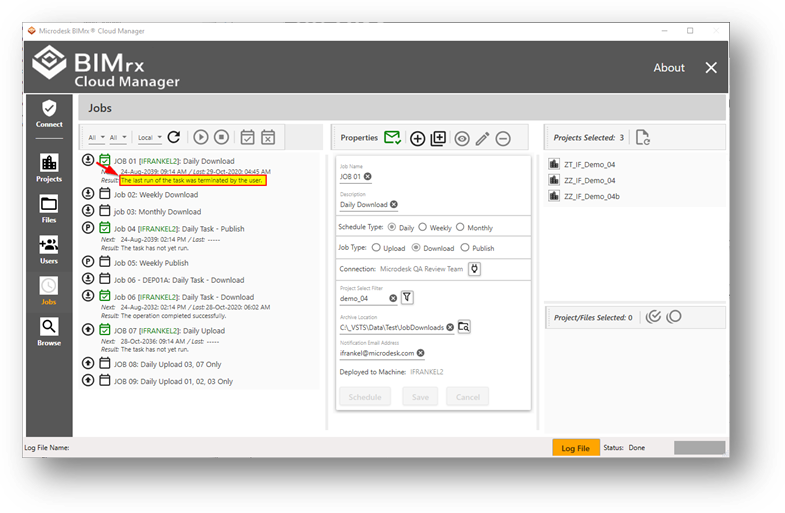 Microdesk BIMrx ® Cloud Manager
BIMrx
Cloud Manager
About
Jobs
Connect
Projects
Files
Users
Jobs
Browse
All All Local
JOB 01 [IFRANKEL2]: Daily Download
Next: 24-Aug-2039: 09:14 AM / Last: 29-Oct-2020: 04:45 AM
Result: The last run of the task was terminated by the user.
Job 02: Weekly Download
job 03: Monthly Download
Job 04 [IFRANKEL2]: Daily Task - Publish
Next: 24-Aug-2039: 02:14 PM / Last: -----
Result: The task has not yet run.
Job 05: Weekly Publish
Job 06 - DEP01A: Daily Task - Download
Job 06 [IFRANKEL2]: Daily Task - Download
Next: 24-Aug-2032: 02:14 PM / Last: 28-Oct-2020: 06:02 AM
Result: The operation completed successfully.
JOB 07 [IFRANKEL2]: Daily Upload
Next: 28-Oct-2036: 09:14 AM / Last: -----
Result: The task has not yet run.
JOB 08: Daily Upload 03, 07 Only
JOB 09: Daily Upload 01, 02, 03 Only
Properties
Job Name
JOB 01
Description
Daily Download
Schedule Type: Daily Weekly Monthly
Job Type: Upload Download Publish
Connection: Microdesk QA Review Team
Project Select Filter
demo_04
Archive Location
C:\_VSTS\Data\Test\JobDownloads
Notification Email Address
ifrankel@microdesk.com
Deployed to Machine: IFRANKEL2
Schedule Save Cancel
Projects Selected: 3
ZT_IF_Demo_04
ZZ_IF_Demo_04
ZZ_IF_Demo_04b
Project/Files Selected: 0
Log File Name:
Log File
Status: Done